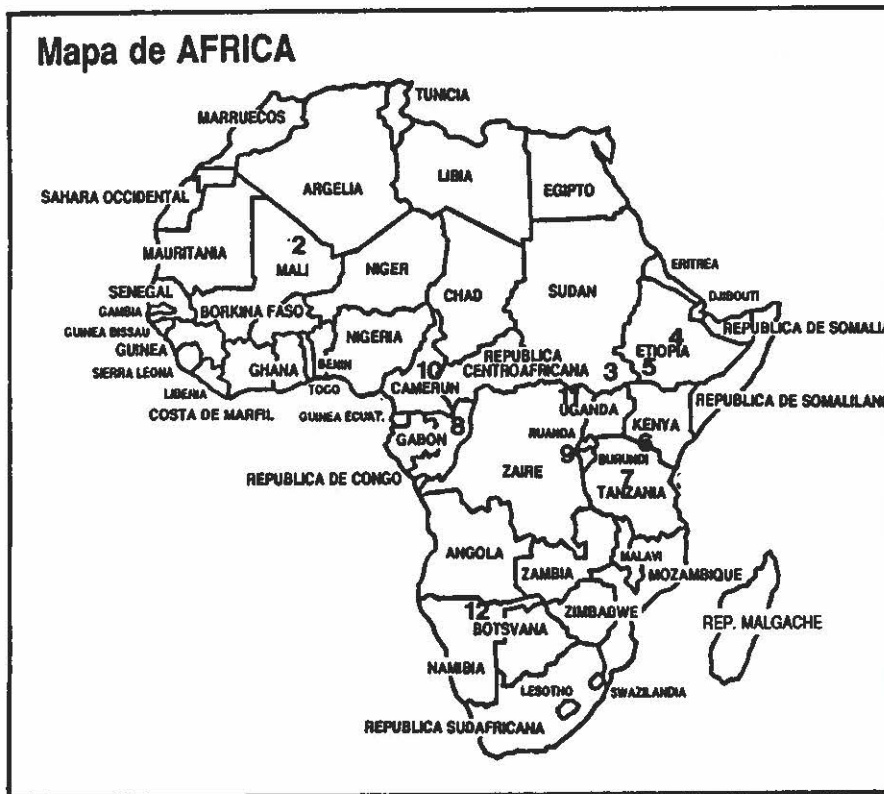 Mapa de AFRICA
TUNICIA
MARRUECOS
ARGELIA
LIBIA
EGIPTO
SAHARA OCCIDENTAL
MAURITANIA
2
MALI
NIGER
CHAD
SUDAN
ERITREA
DJIBOUTI
SENEGAL
GAMBIA
BORKINA FASO
GUINEA BISSAU
GUINEA
NIGERIA
REPUBLICA DE SOMALIA
4
ETIOPIA
5
SIERRA LEONA
GHANA
BENIN
REPUBLICA
CENTROAFRICANA
3
10
CAMERUN
LIBERIA
TOGO
COSTA DE MARFIL
GUINEA ECUAT.
11
UGANDA
KENYA
REPUBLICA DE SOMALILAND
8
GABON
RUANDA
6
9
BURUNDI
ZAIRE
7
TANZANIA
REPUBLICA DE CONGO
ANGOLA
ZAMBIA
MALAVI
MOZAMBIQUE
12
BOTSVANA
ZIMBABWE
REP. MALGACHE
NAMIBIA
LESOTHO
SWAZILANDIA
REPUBLICA SUDAFRICANA